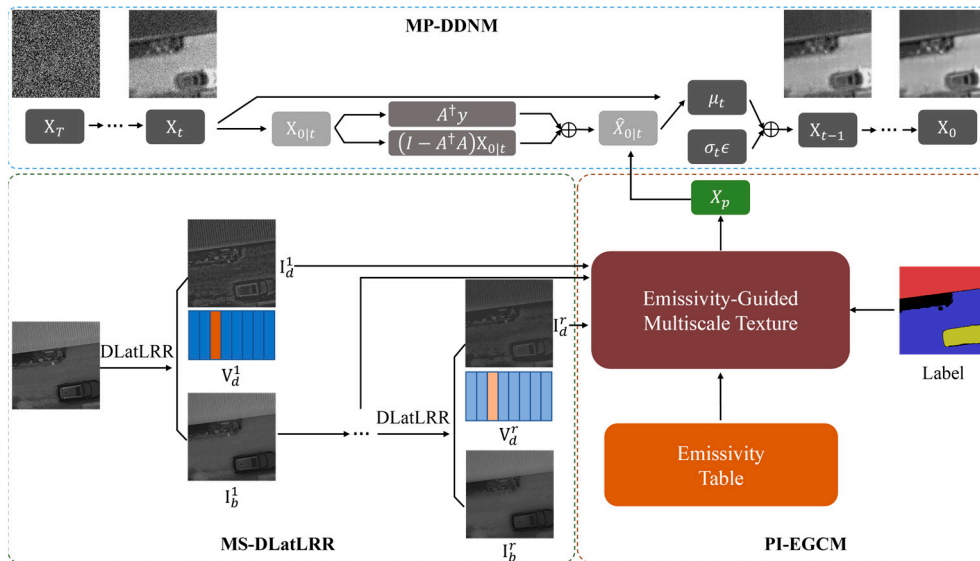 MP-DDNM
X_T
...
X_t
X_{0|t}
A^†y
(I − A^†A)X_{0|t}
⊕
X̂_{0|t}
μ_t
σ_tϵ
⊕
X_{t−1}
...
X_0
X_p
DLatLRR
I_d^1
V_d^1
I_b^1
...
DLatLRR
I_d^r
V_d^r
I_b^r
MS-DLatLRR
Emissivity-Guided
Multiscale Texture
Label
Emissivity
Table
PI-EGCM